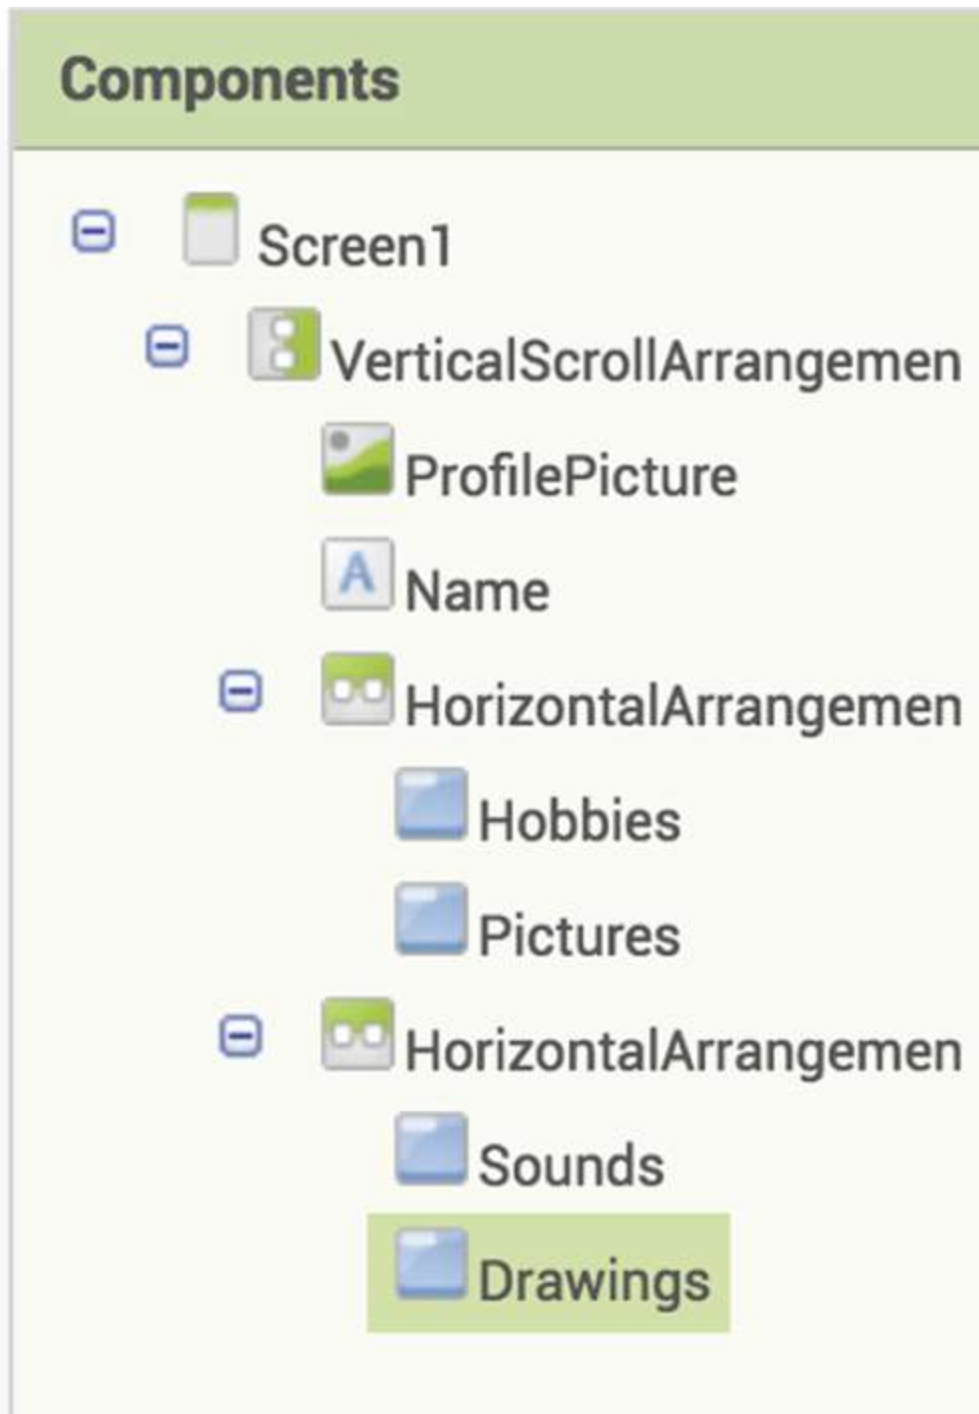 Components
Screen1
VerticalScrollArrangemen
ProfilePicture
A
Name
HorizontalArrangemen
Hobbies
Pictures
HorizontalArrangemen
Sounds
Drawings